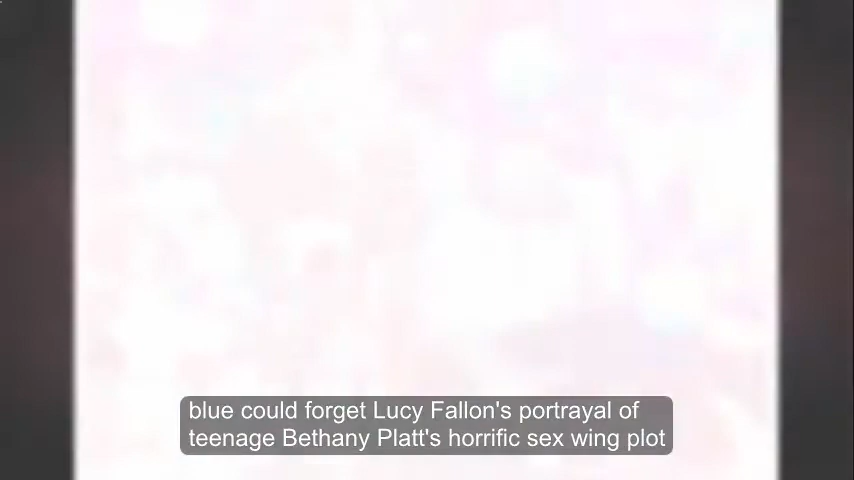 blue could forget Lucy Fallon's portrayal of
teenage Bethany Platt's horrific sex wing plot